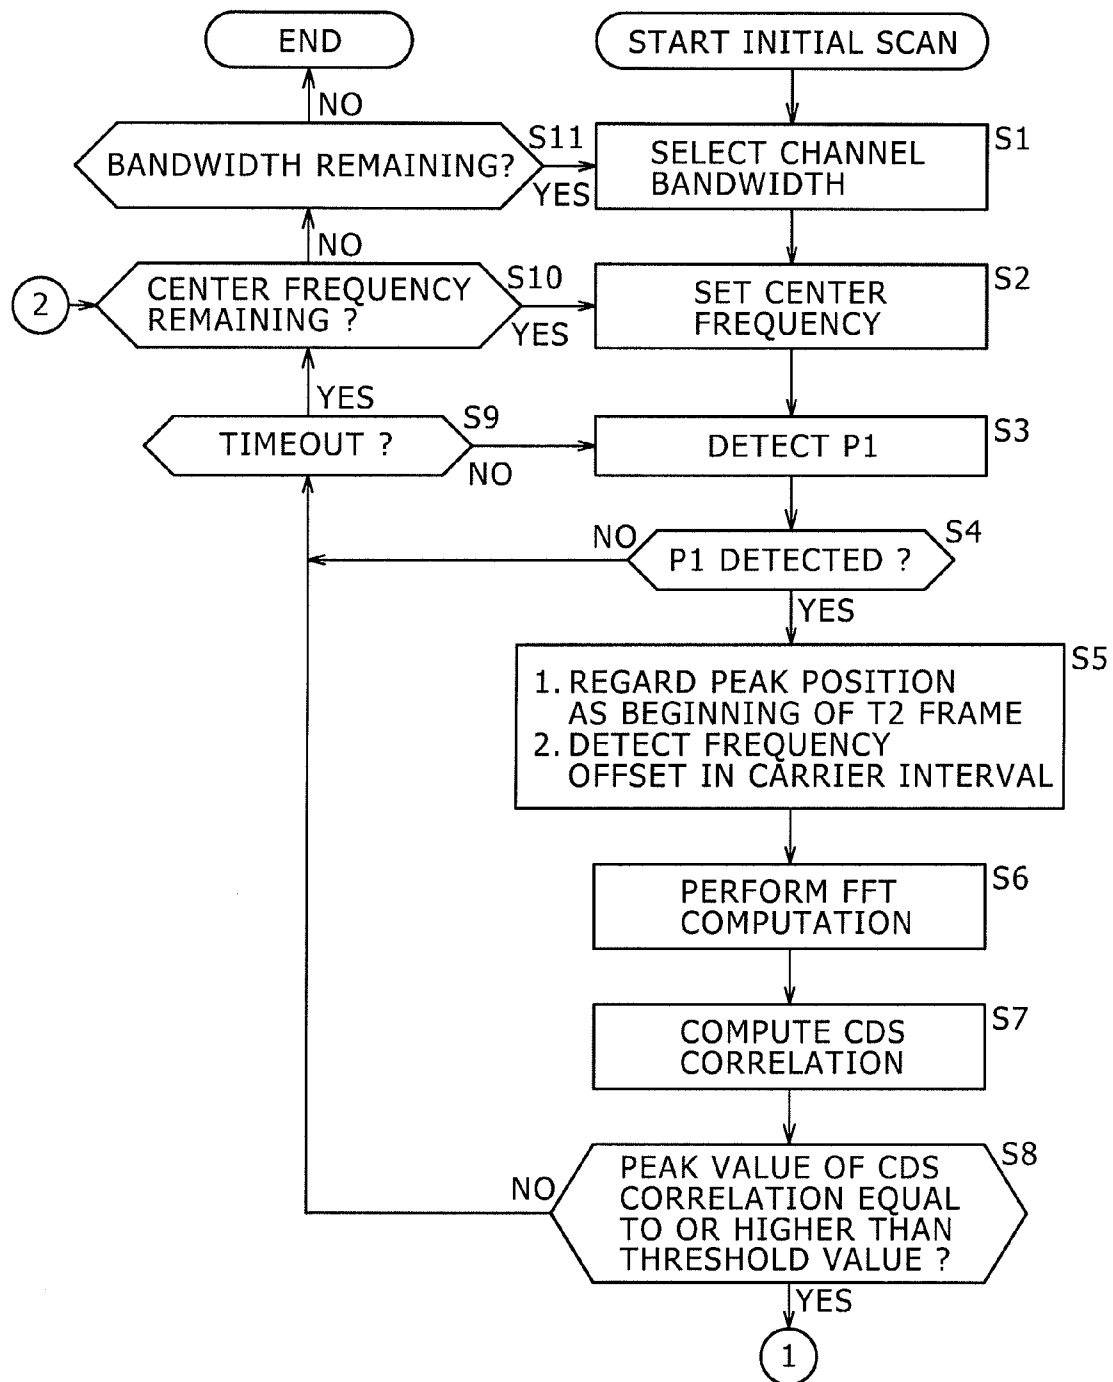 END
START INITIAL SCAN
NO
BANDWIDTH REMAINING?
S11
YES
SELECT CHANNEL
BANDWIDTH
S1
NO
2
CENTER FREQUENCY
REMAINING ?
S10
YES
SET CENTER
FREQUENCY
S2
YES
TIMEOUT ?
S9
NO
DETECT P1
S3
NO
P1 DETECTED ?
S4
YES
1. REGARD PEAK POSITION
AS BEGINNING OF T2 FRAME
2. DETECT FREQUENCY
OFFSET IN CARRIER INTERVAL
S5
PERFORM FFT
COMPUTATION
S6
COMPUTE CDS
CORRELATION
S7
NO
PEAK VALUE OF CDS
CORRELATION EQUAL
TO OR HIGHER THAN
THRESHOLD VALUE ?
S8
YES
1